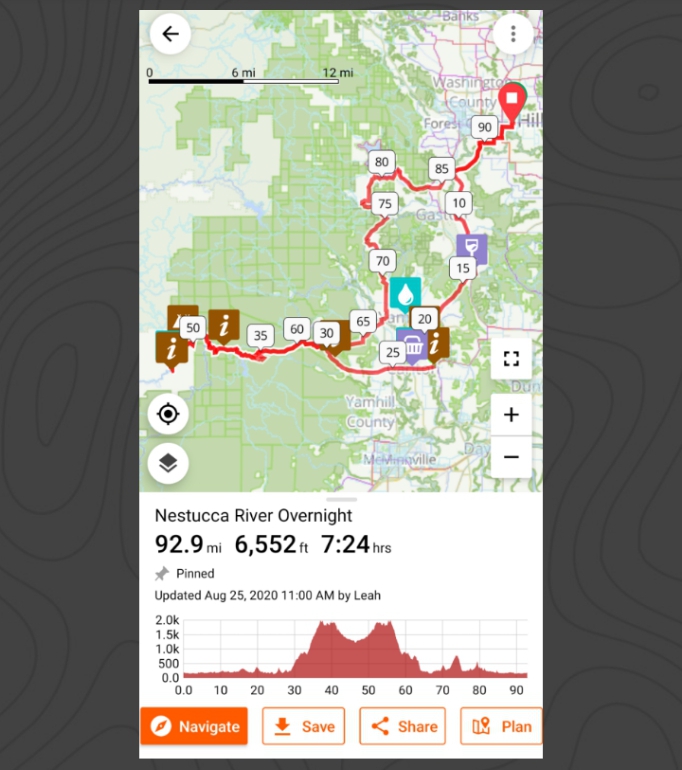 Banks
0 6 mi 12 mi
Washington
County
Fores
Hill
90
80
85
75
10
Gas
15
70
20
65
50
35
60
30
25
Dun
Yamhill
County
McMinnville
Day
Nestucca River Overnight
92.9 mi 6,552 ft 7:24 hrs
Pinned
Updated Aug 25, 2020 11:00 AM by Leah
2.0k
1.5k
1.0k
500
0.0
0.0 10 20 30 40 50 60 70 80 90
Navigate Save Share Plan